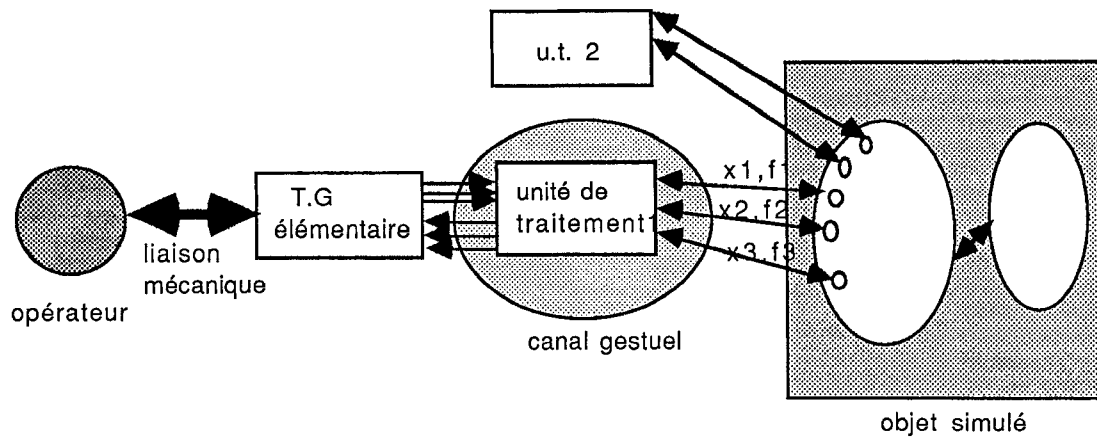 u.t. 2
x1,f1
T.G
élémentaire
unité de
traitement1
x2,f2
x3,f3
liaison
mécanique
opérateur
canal gestuel
objet simulé